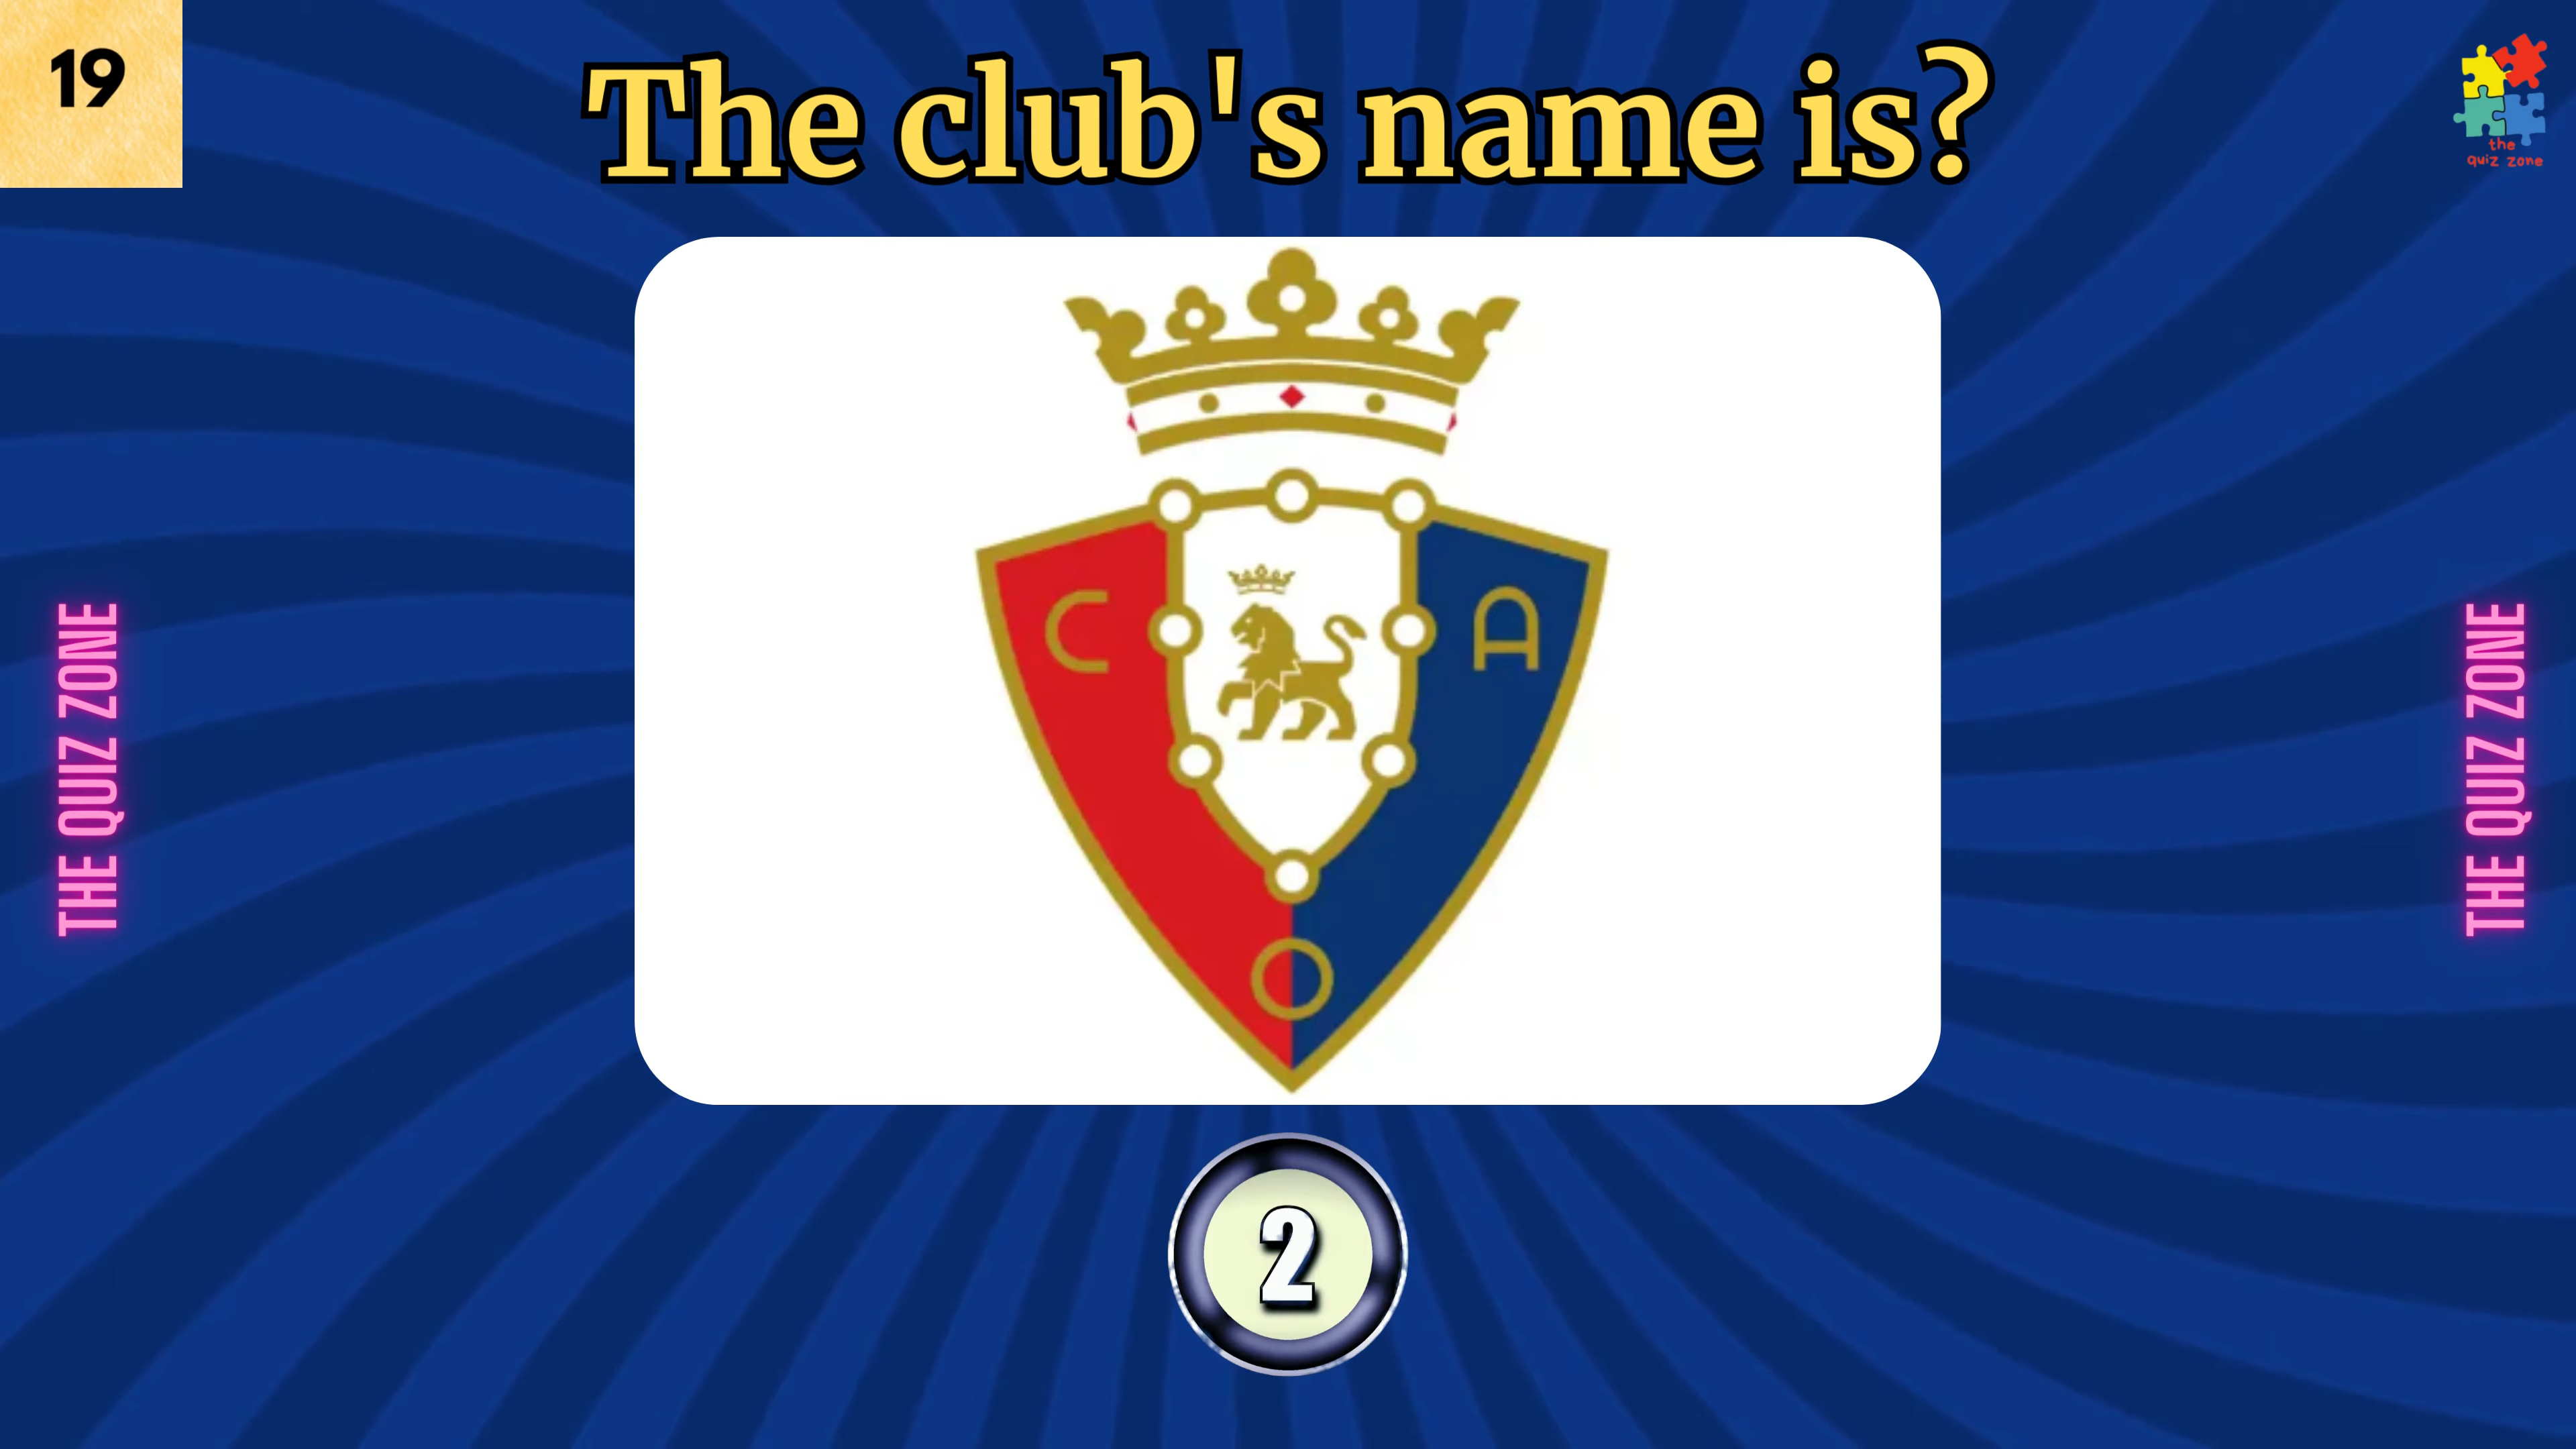 19
The club's name is?
the
quiz zone
THE QUIZ ZONE
C A
O
THE QUIZ ZONE
2